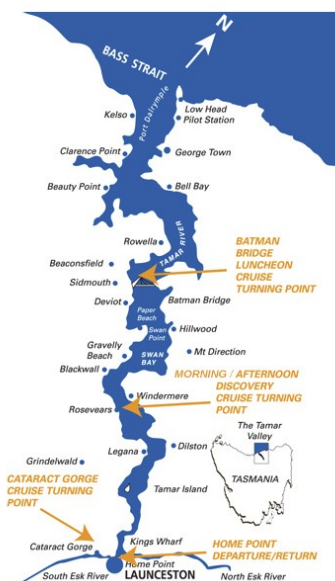 N
BASS STRAIT
Port Dalrymple
Low Head
Pilot Station
Kelso
Clarence Point
George Town
Beauty Point
Bell Bay
Rowella
TAMAR RIVER
BATMAN
BRIDGE
LUNCHEON
CRUISE
TURNING POINT
Beaconsfield
Sidmouth
Deviot
Batman Bridge
Paper
Beach
Swan
Point
Hillwood
Gravelly
Beach
SWAN
BAY
Mt Direction
Blackwall
MORNING / AFTERNOON
DISCOVERY
CRUISE TURNING
POINT
Windermere
Rosevears
The Tamar
Valley
Dilston
Legana
Grindelwald
TASMANIA
CATARACT GORGE
CRUISE TURNING
POINT
Tamar Island
Kings Wharf
HOME POINT
DEPARTURE/RETURN
Cataract Gorge
Home Point
South Esk River
LAUNCESTON
North Esk River